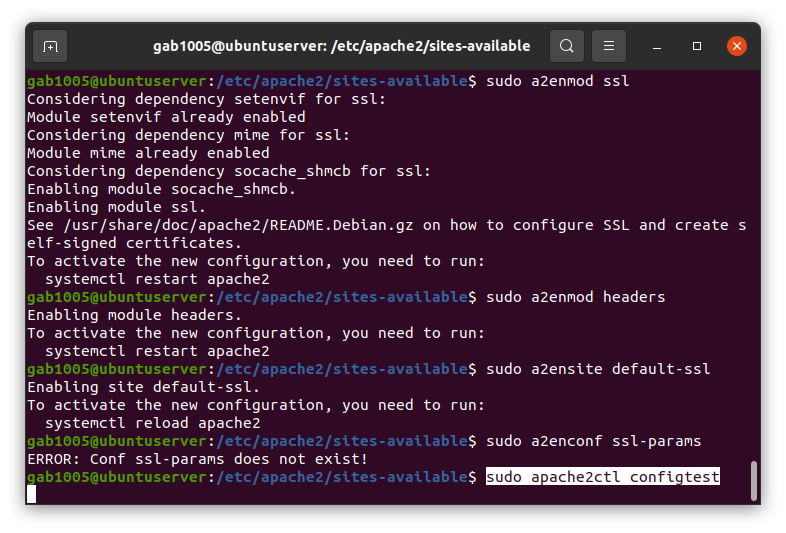 gab1005@ubuntuserver: /etc/apache2/sites-available
gab1005@ubuntuserver:/etc/apache2/sites-available$ sudo a2enmod ssl
Considering dependency setenvif for ssl:
Module setenvif already enabled
Considering dependency mime for ssl:
Module mime already enabled
Considering dependency socache_shmcb for ssl:
Enabling module socache_shmcb.
Enabling module ssl.
See /usr/share/doc/apache2/README.Debian.gz on how to configure SSL and create s
elf-signed certificates.
To activate the new configuration, you need to run:
  systemctl restart apache2
gab1005@ubuntuserver:/etc/apache2/sites-available$ sudo a2enmod headers
Enabling module headers.
To activate the new configuration, you need to run:
  systemctl restart apache2
gab1005@ubuntuserver:/etc/apache2/sites-available$ sudo a2ensite default-ssl
Enabling site default-ssl.
To activate the new configuration, you need to run:
  systemctl reload apache2
gab1005@ubuntuserver:/etc/apache2/sites-available$ sudo a2enconf ssl-params
ERROR: Conf ssl-params does not exist!
gab1005@ubuntuserver:/etc/apache2/sites-available$ sudo apache2ctl configtest